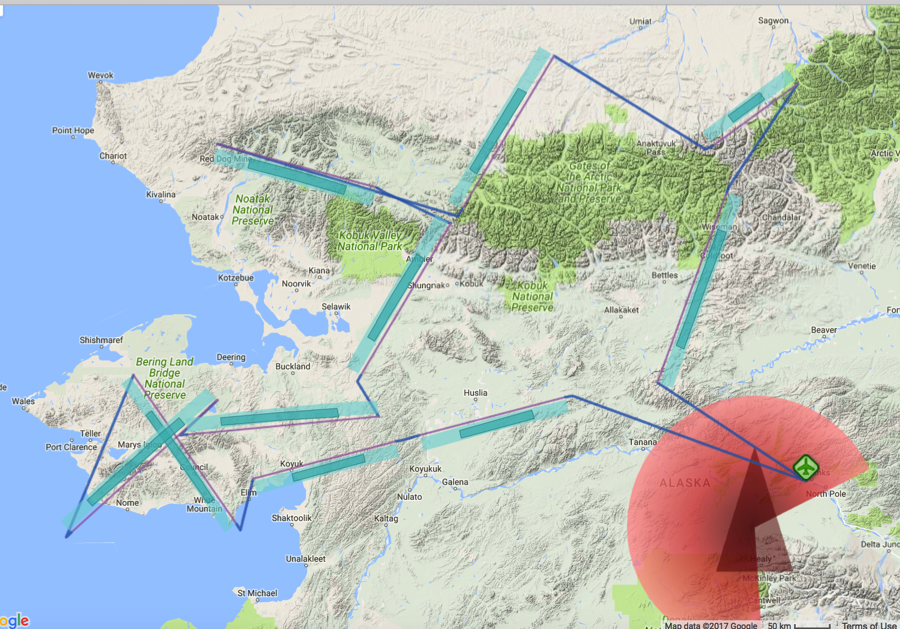 Umiat
Sagwon
Wevok
Point Hope
Anaktuvuk
Pass
Chariot
Red Dog Mine
Arctic V
Gates of
the Arctic
National Park
and Preserve
Kivalina
Noatak
National
Preserve
Noatak
Chandalar
Wiseman
Kobuk Valley
National Park
Ambler
Kotzebue
Kiana
Noorvik
Shungnak
Kobuk
Bettles
Venetie
Kobuk
National
Preserve
Selawik
Allakaket
For
Beaver
Shishmaref
Deering
Buckland
Bering Land
Bridge
National
Preserve
Wales
Huslia
Teller
Port Clarence
Marys
Tanana
Council
Koyuk
Koyukuk
Galena
ALASKA
Elim
Nome
White
Mountain
Nulato
North Pole
Shaktoolik
Kaltag
Unalakleet
Delta Junc
Healy
McKinley Park
St Michael
ntwell
ogle
Map data ©2017 Google
50 km
Terms of Use